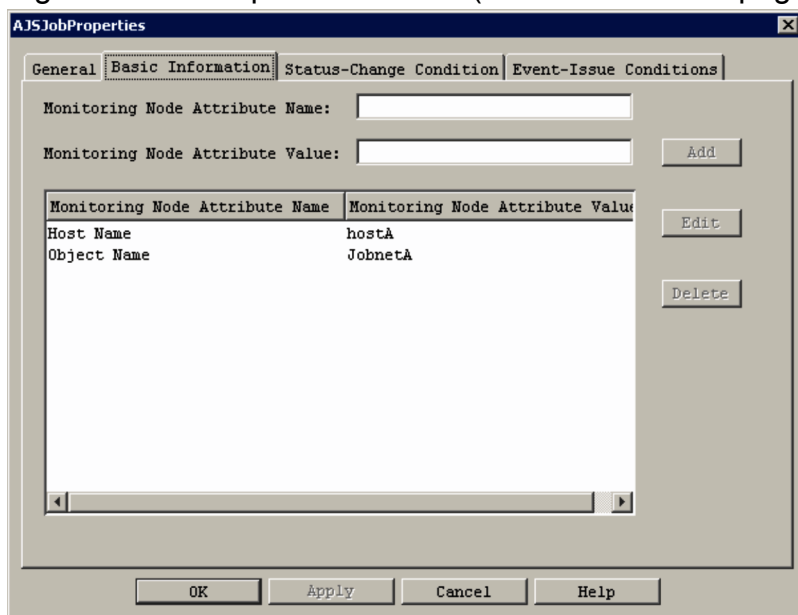 AJSJobProperties
General Basic Information Status-Change Condition Event-Issue Conditions
Monitoring Node Attribute Name:
Monitoring Node Attribute Value: Add
Monitoring Node Attribute Name Monitoring Node Attribute Value
Edit
Host Name hostA
Object Name JobnetA
Delete
OK Apply Cancel Help